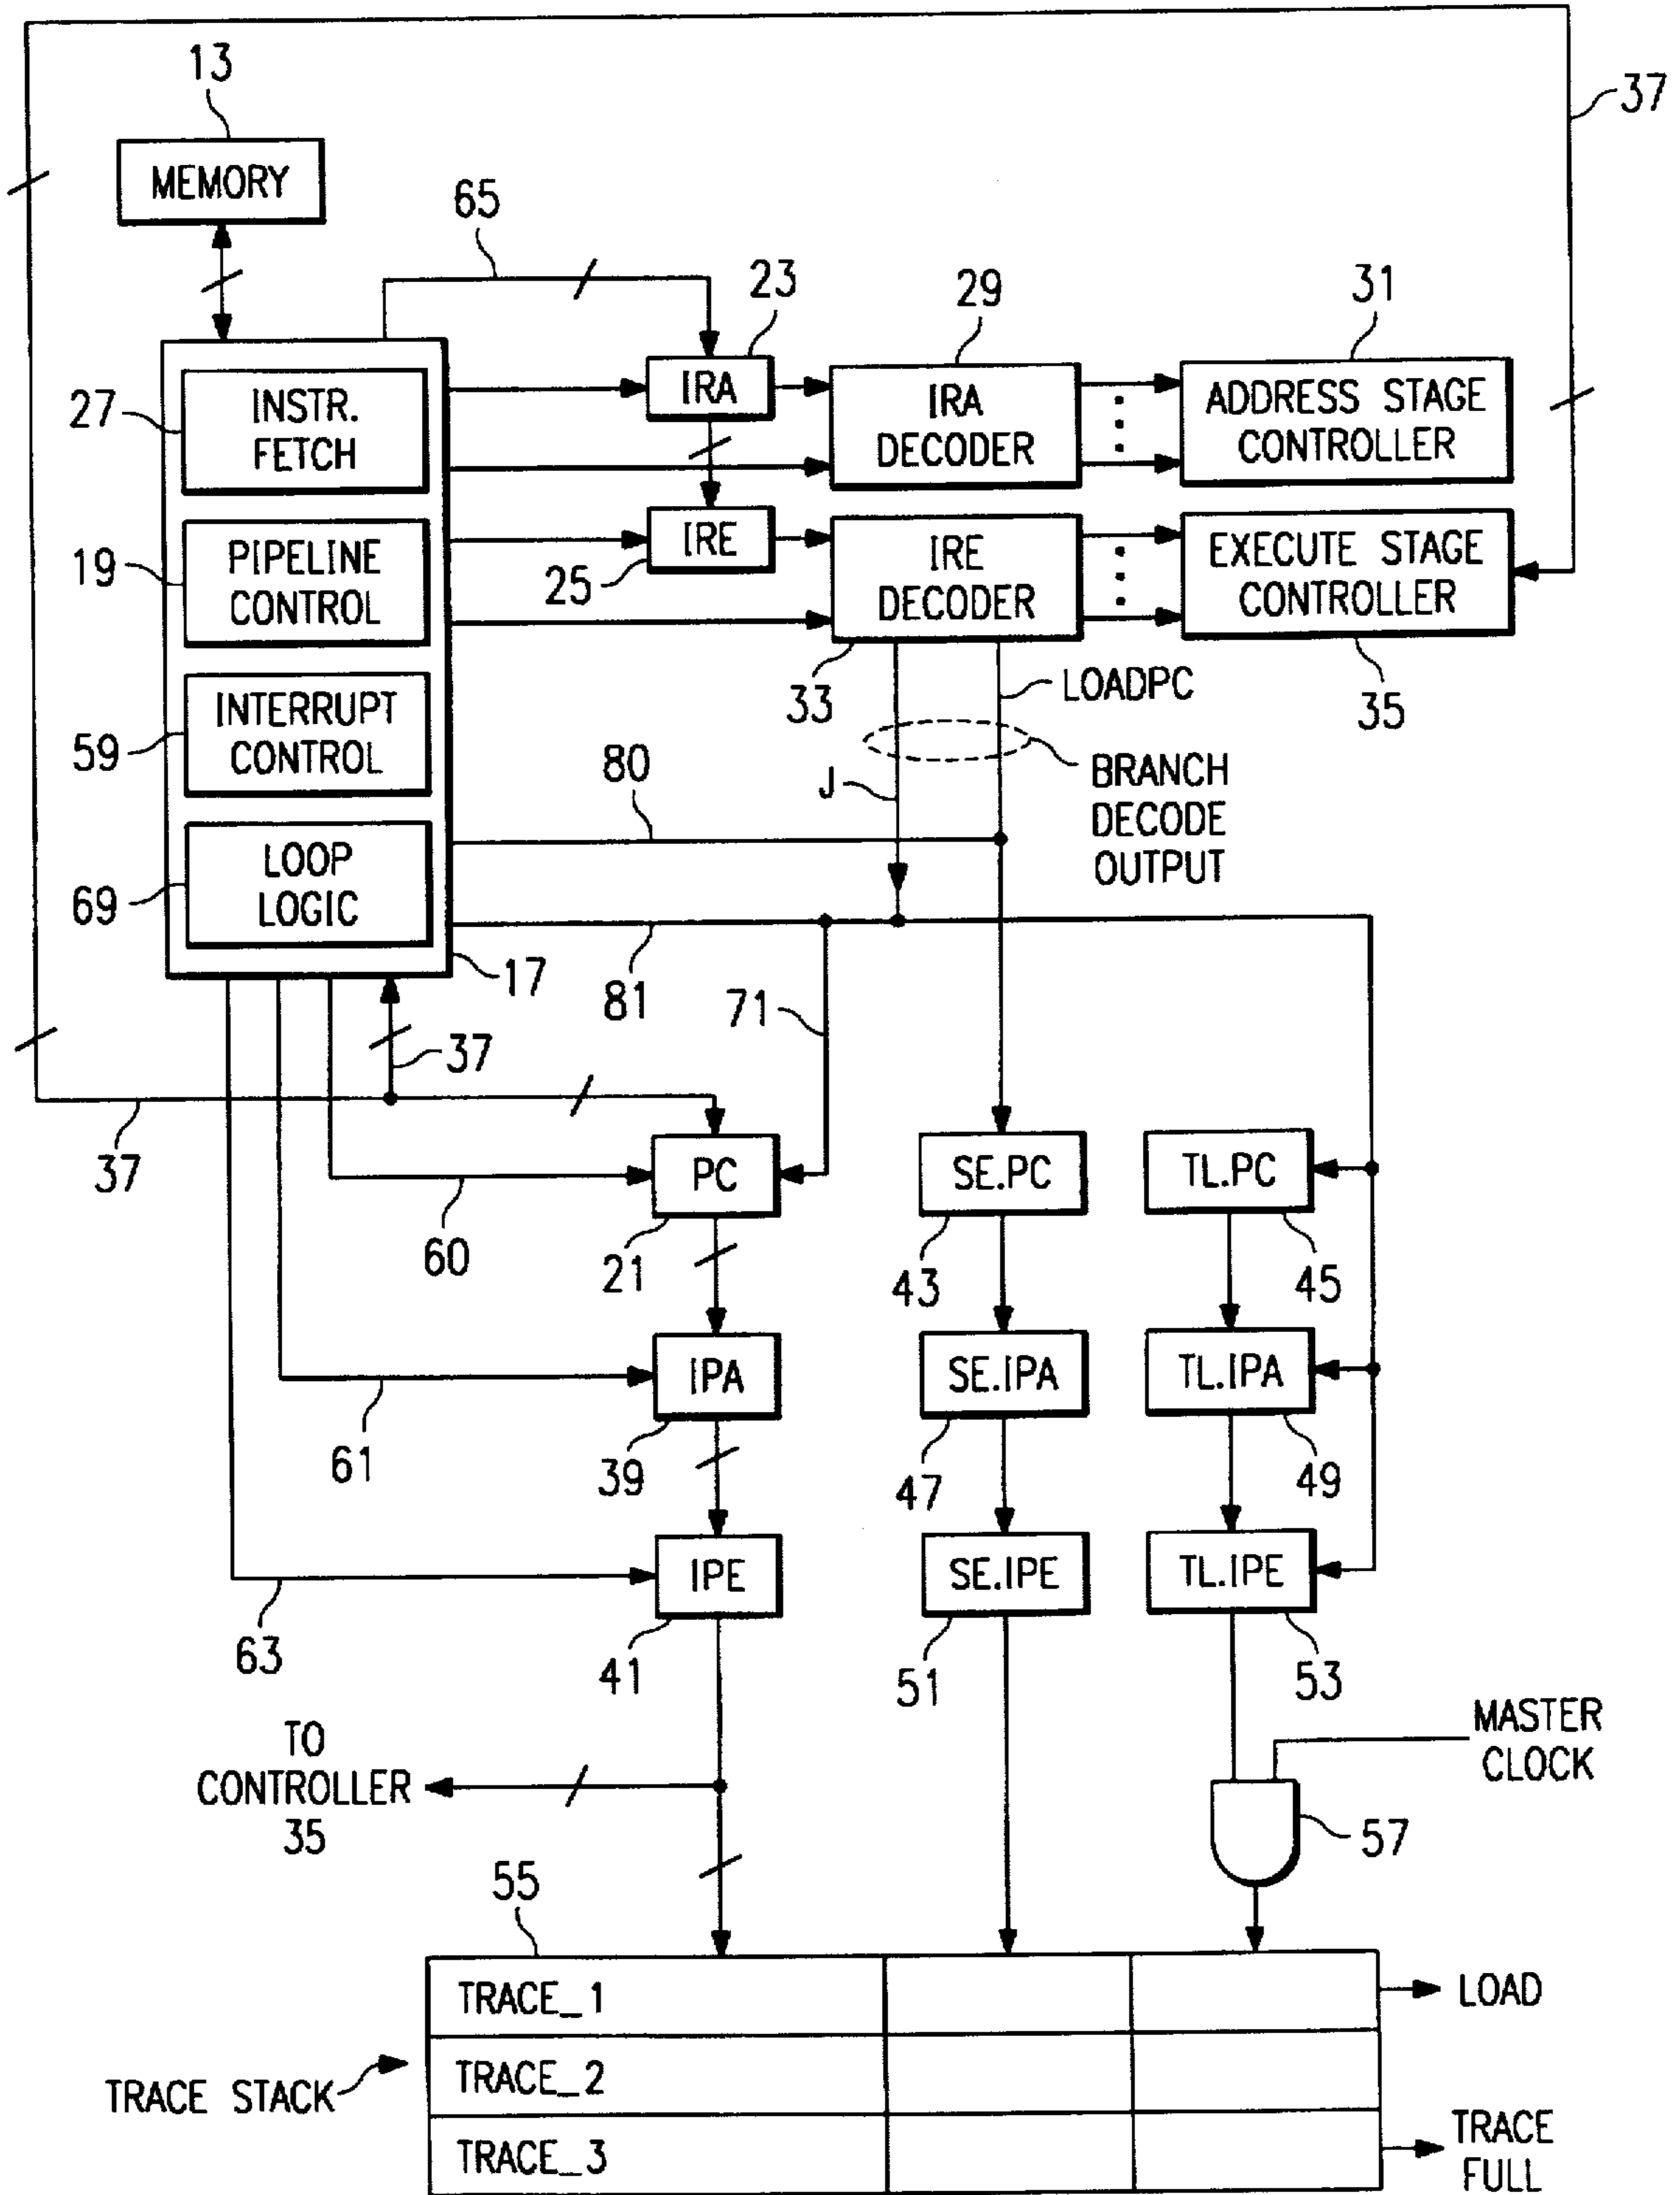 13
37
MEMORY
65
23
29
31
27
INSTR.
FETCH
IRA
IRA
DECODER
ADDRESS STAGE
CONTROLLER
19
PIPELINE
CONTROL
IRE
25
IRE
DECODER
EXECUTE STAGE
CONTROLLER
33
LOADPC
35
59
INTERRUPT
CONTROL
80
J
BRANCH
DECODE
OUTPUT
69
LOOP
LOGIC
17
81
71
37
37
PC
SE.PC
TL.PC
60
21
43
45
IPA
SE.IPA
TL.IPA
61
39
47
49
IPE
SE.IPE
TL.IPE
63
41
51
53
TO
CONTROLLER
35
MASTER
CLOCK
57
55
TRACE_1
LOAD
TRACE STACK
TRACE_2
TRACE_3
TRACE
FULL